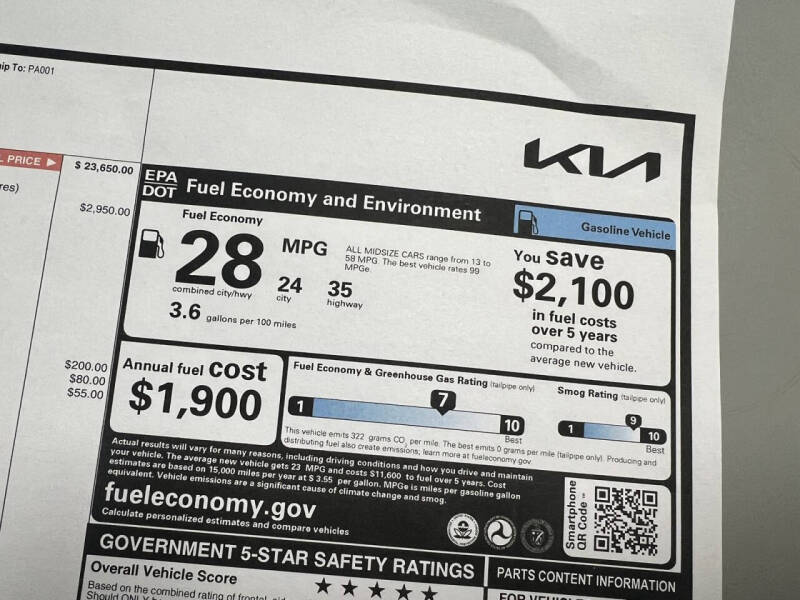 ip To: PA001
KIA
L PRICE ▶
$ 23,650.00
res)
$2,950.00
$200.00
$80.00
$55.00
EPA
DOT
Fuel Economy and Environment
Gasoline Vehicle
Fuel Economy
28 MPG
combined city/hwy
24
city
35
highway
3.6 gallons per 100 miles
ALL MIDSIZE CARS range from 13 to
58 MPG. The best vehicle rates 99
MPGe.
You save
$2,100
in fuel costs
over 5 years
compared to the
average new vehicle.
Annual fuel cost
$1,900
Fuel Economy & Greenhouse Gas Rating (tailpipe only)
1
7
10
Best
Smog Rating (tailpipe only)
1
9
10
Best
This vehicle emits 322 grams CO2 per mile. The best emits 0 grams per mile (tailpipe only). Producing and
distributing fuel also create emissions; learn more at fueleconomy.gov
Actual results will vary for many reasons, including driving conditions and how you drive and maintain
your vehicle. The average new vehicle gets 23 MPG and costs $11,600 to fuel over 5 years. Cost
estimates are based on 15,000 miles per year at $ 3.55 per gallon. MPGe is miles per gasoline gallon
equivalent. Vehicle emissions are a significant cause of climate change and smog.
fueleconomy.gov
Calculate personalized estimates and compare vehicles
Smartphone
QR Code
GOVERNMENT 5-STAR SAFETY RATINGS
Overall Vehicle Score
★ ★ ★ ★ ★
Based on the combined ratings of frontal,
Should ONLY
PARTS CONTENT INFORMATION